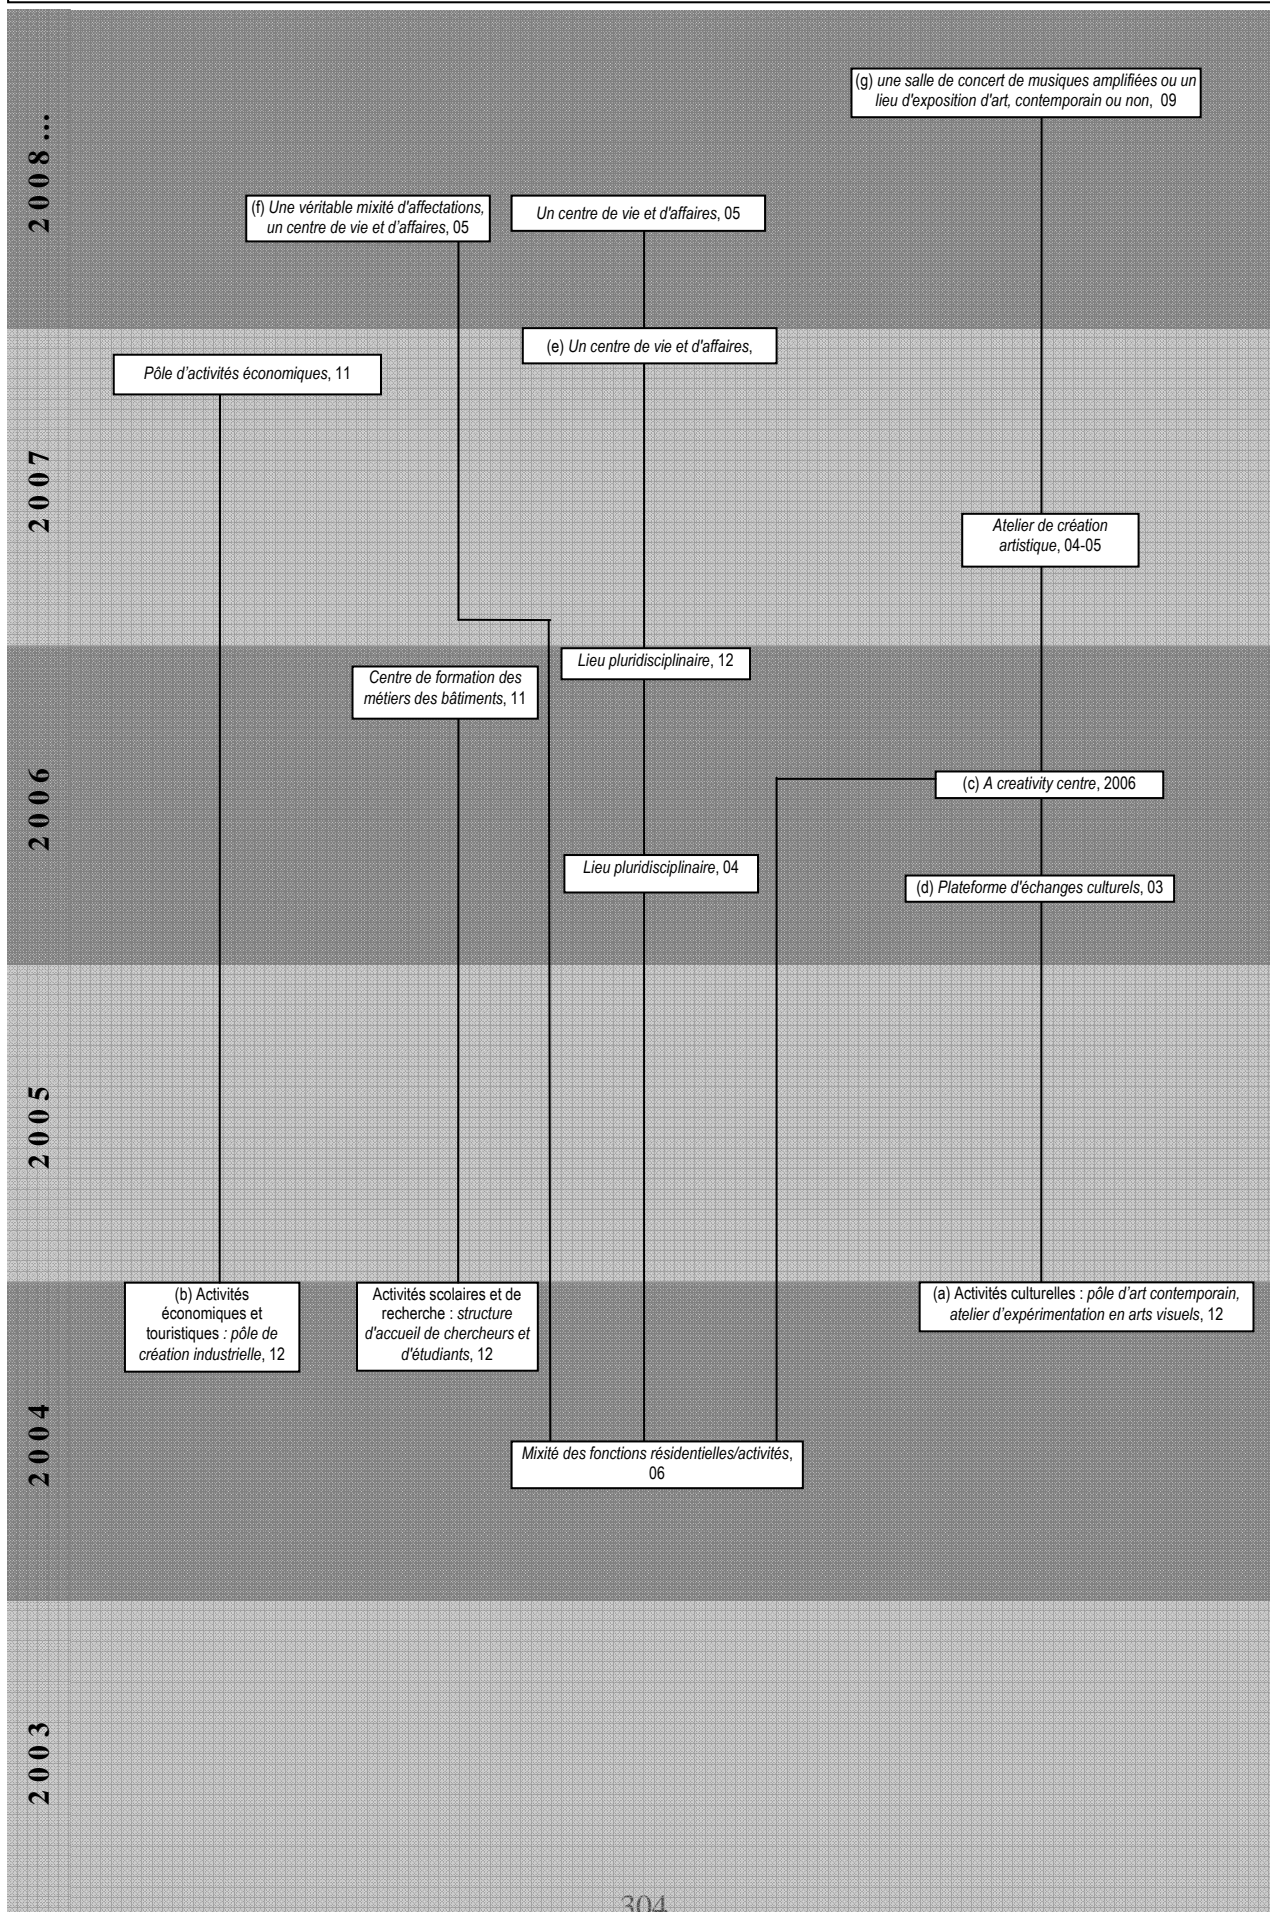 2008...
(g) une salle de concert de musiques amplifiées ou un
lieu d'exposition d'art, contemporain ou non, 09
(f) Une véritable mixité d'affectations,
un centre de vie et d’affaires, 05
Un centre de vie et d'affaires, 05
2007
(e) Un centre de vie et d'affaires,
Pôle d’activités économiques, 11
Atelier de création
artistique, 04-05
2006
Lieu pluridisciplinaire, 12
Centre de formation des
métiers des bâtiments, 11
(c) A creativity centre, 2006
Lieu pluridisciplinaire, 04
(d) Plateforme d'échanges culturels, 03
2005
2004
(b) Activités
économiques et
touristiques : pôle de
création industrielle, 12
Activités scolaires et de
recherche : structure
d'accueil de chercheurs et
d'étudiants, 12
(a) Activités culturelles : pôle d’art contemporain,
atelier d’expérimentation en arts visuels, 12
Mixité des fonctions résidentielles/activités,
06
2003
304